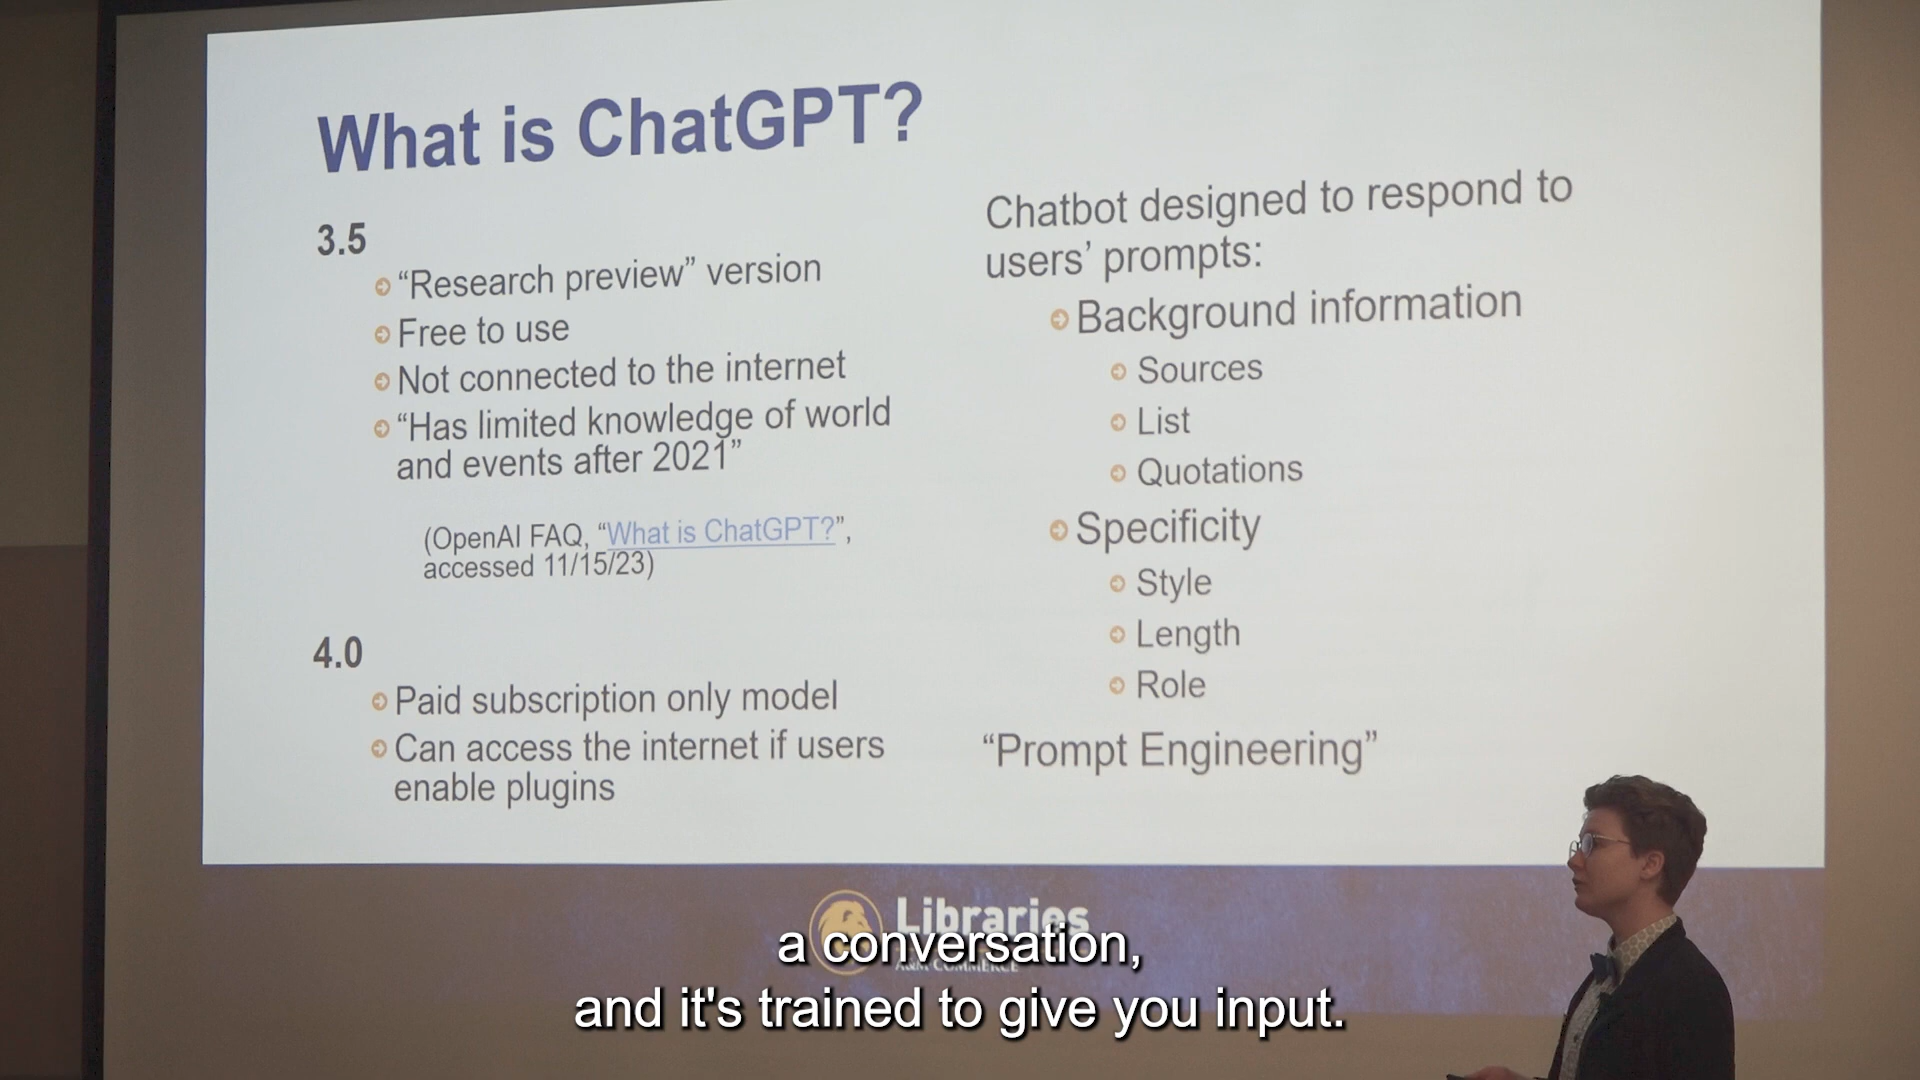 What is ChatGPT?
3.5
“Research preview” version
Free to use
Not connected to the internet
“Has limited knowledge of world
and events after 2021”
(OpenAI FAQ, “What is ChatGPT?”,
accessed 11/15/23)
4.0
Paid subscription only model
Can access the internet if users
enable plugins
Chatbot designed to respond to
users’ prompts:
Background information
Sources
List
Quotations
Specificity
Style
Length
Role
“Prompt Engineering”
Libraries
A&M COMMERCE
a conversation,
and it's trained to give you input.